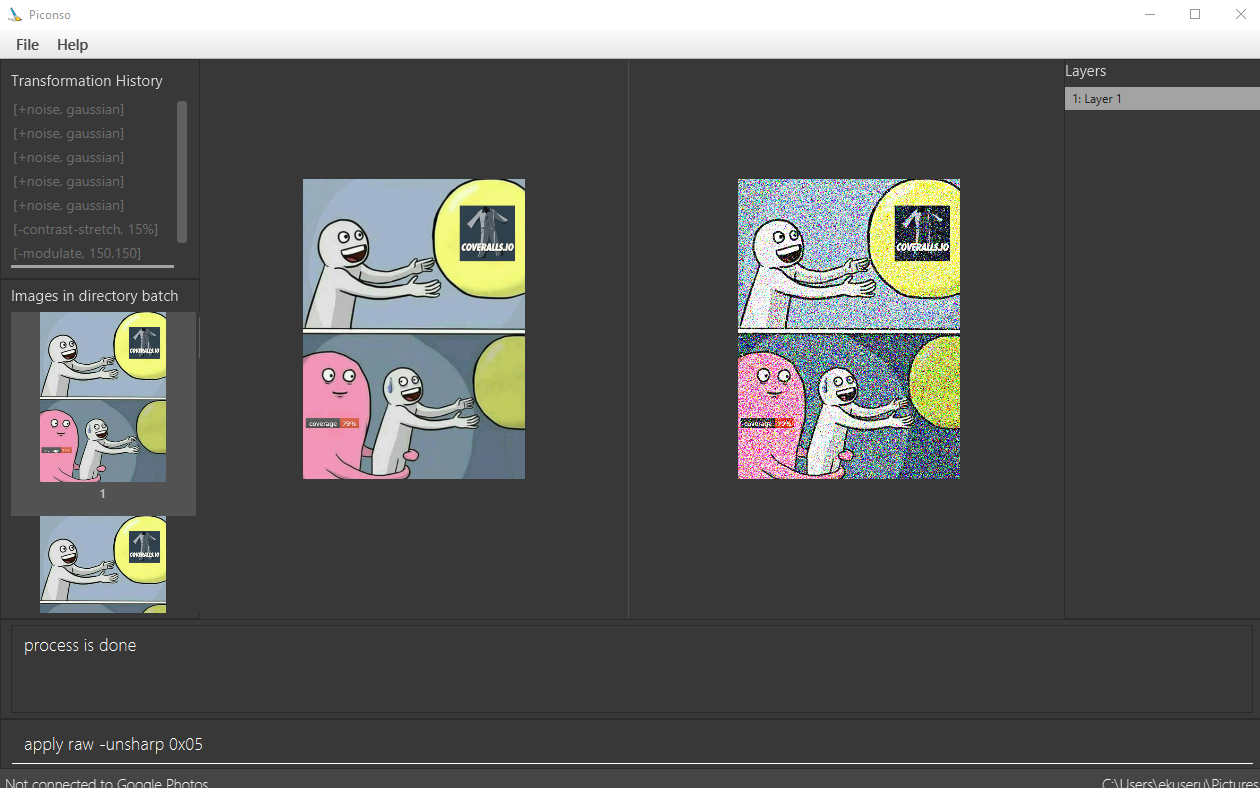 Piconso
File Help
Transformation History
[+noise, gaussian]
[+noise, gaussian]
[+noise, gaussian]
[+noise, gaussian]
[+noise, gaussian]
[-contrast-stretch, 15%]
[-modulate, 150,150]
Images in directory batch
COVERALLS.IO
1
COVERALLS.IO
COVERALLS.IO
coverage 79%
COVERALLS.IO
coverage 79%
Layers
1: Layer 1
process is done
apply raw -unsharp 0x05
Not connected to Google Photos
C:\Users\ekuseru\Pictures